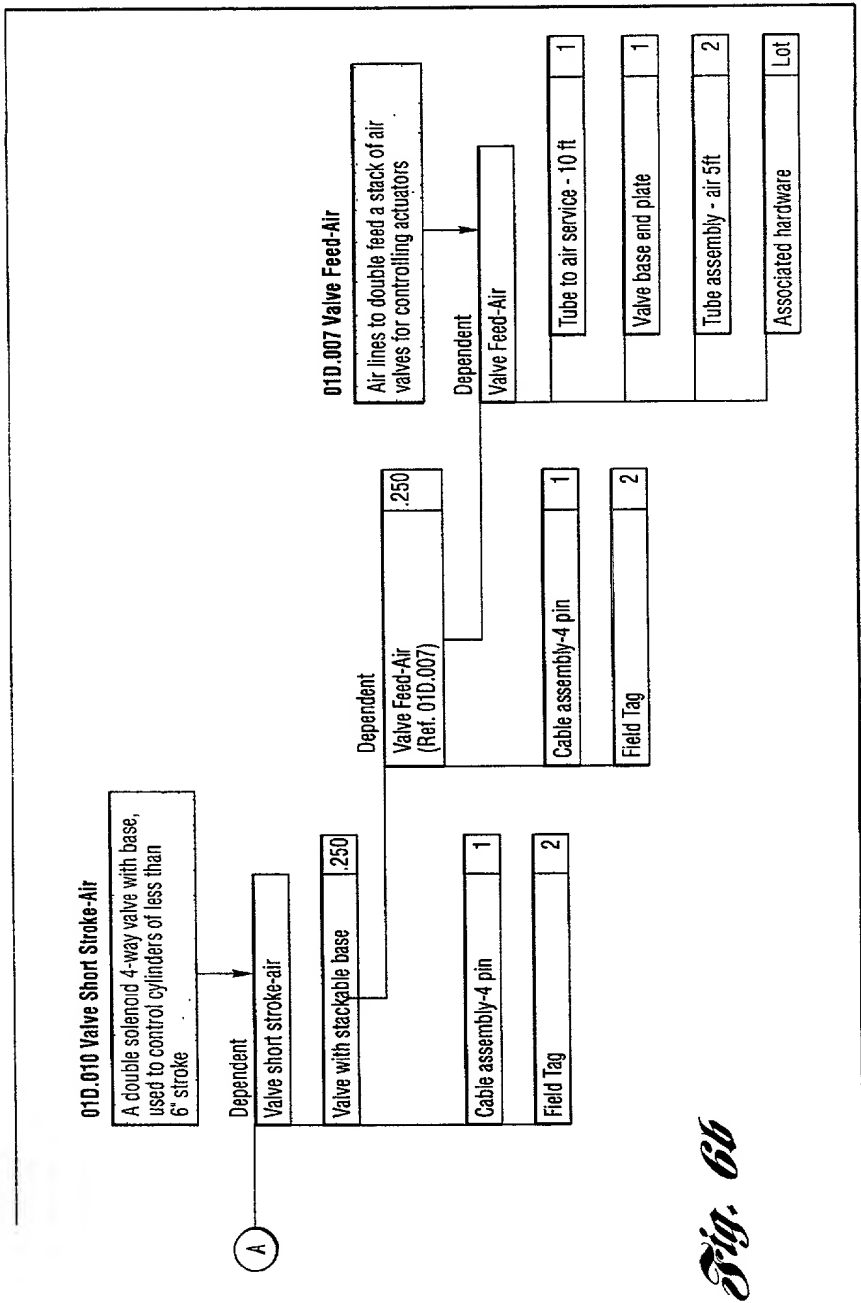 01D.010 Valve Short Stroke-Air
A double solenoid 4-way valve with base,
used to control cylinders of less than
6" stroke
Dependent
A
Valve short stroke-air
Valve with stackable base .250
Cable assembly-4 pin 1
Field Tag 2
Dependent
Valve Feed-Air .250
(Ref. 01D.007)
Cable assembly-4 pin 1
Field Tag 2
01D.007 Valve Feed-Air
Air lines to double feed a stack of air
valves for controlling actuators
Dependent
Valve Feed-Air
Tube to air service - 10 ft 1
Valve base end plate 1
Tube assembly - air 5ft 2
Associated hardware Lot
Fig. 6b